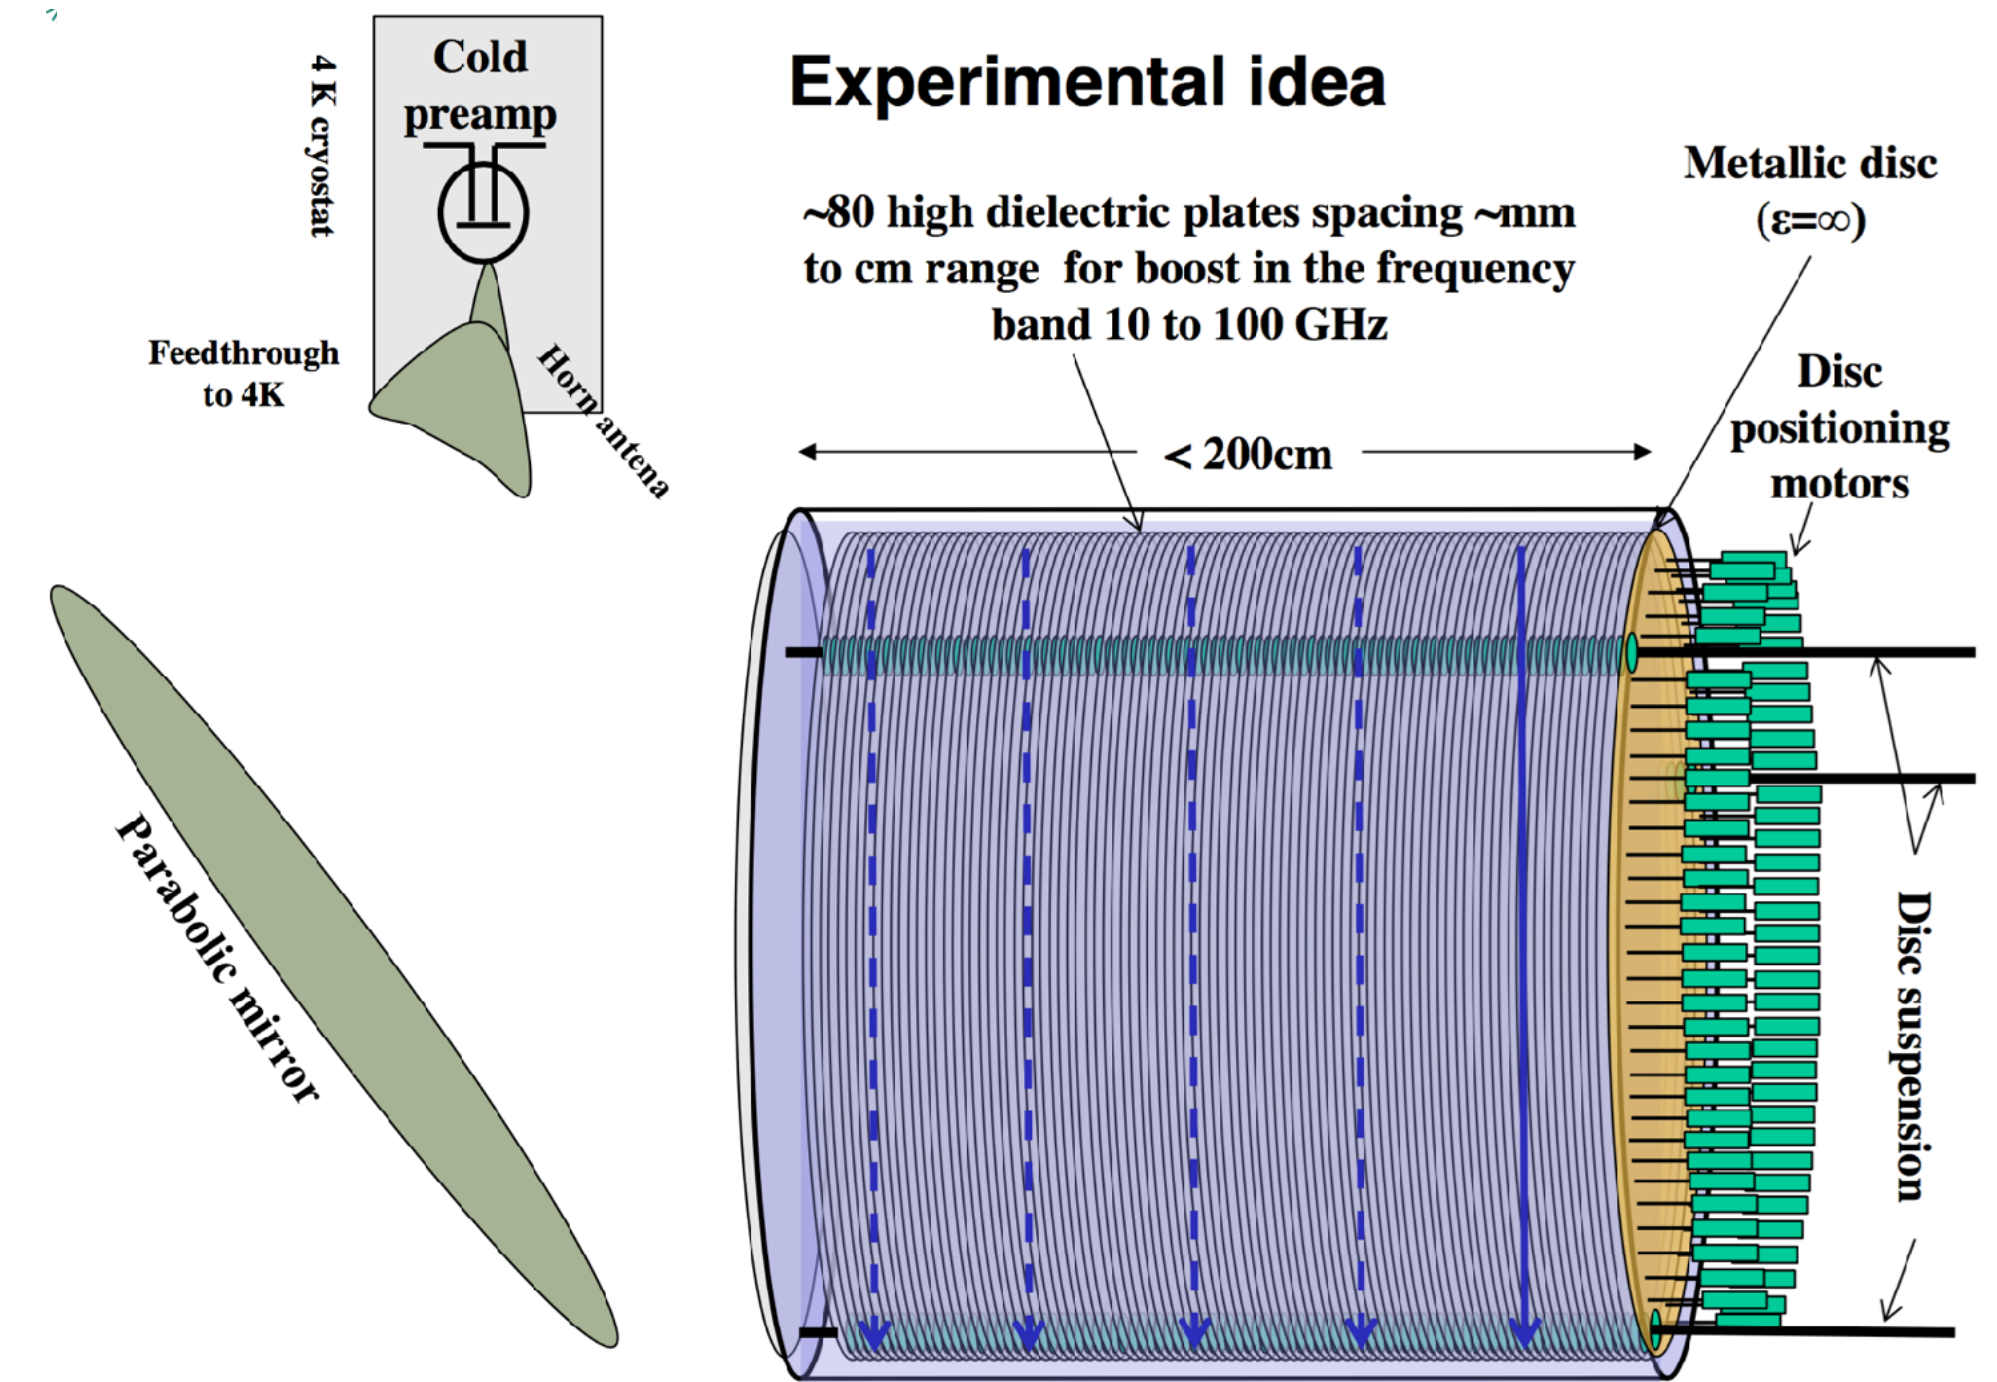 Experimental idea
Cold
preamp
4 K cryostat
Feedthrough
to 4K
Horn antena
~80 high dielectric plates spacing ~mm
to cm range for boost in the frequency
band 10 to 100 GHz
Metallic disc
(ε=∞)
Disc
positioning
motors
< 200cm
Parabolic mirror
Disc suspension